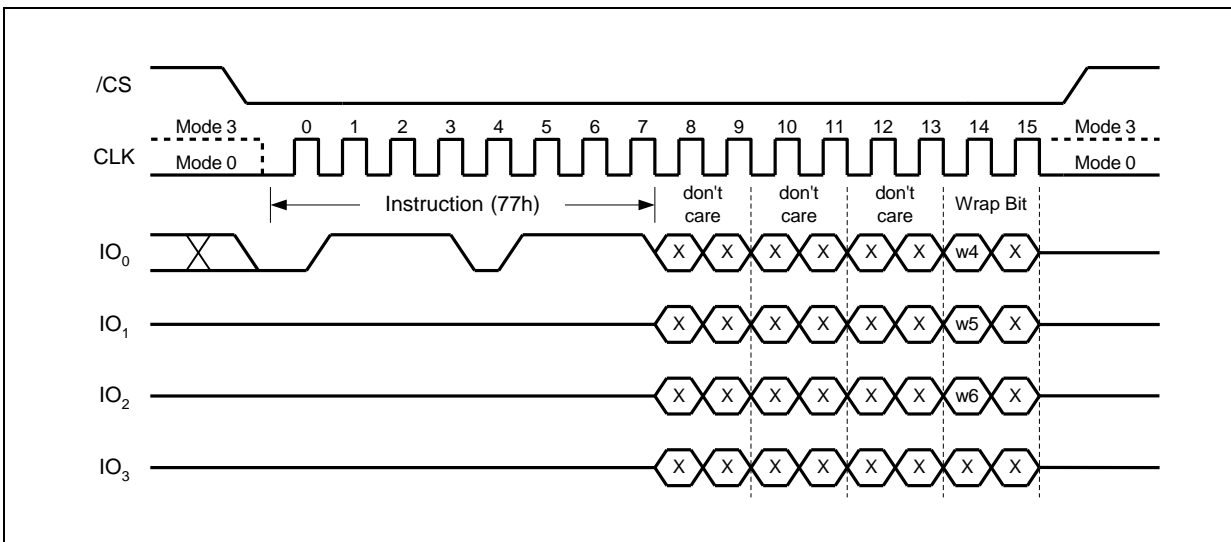 /CS
Mode 3 0 1 2 3 4 5 6 7 8 9 10 11 12 13 14 15 Mode 3
CLK
Mode 0 Mode 0
Instruction (77h) don't care don't care don't care Wrap Bit
IO0 X X X X X X w4 X
IO1 X X X X X X w5 X
IO2 X X X X X X w6 X
IO3 X X X X X X X X